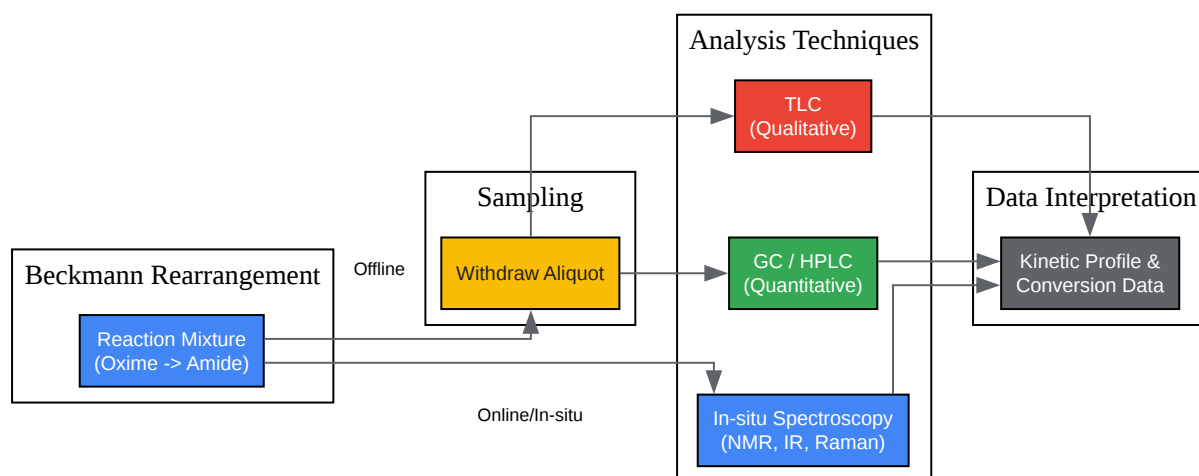 Beckmann Rearrangement
Reaction Mixture
(Oxime -> Amide)
Offline
Online/In-situ
Sampling
Withdraw Aliquot
Analysis Techniques
TLC
(Qualitative)
GC / HPLC
(Quantitative)
In-situ Spectroscopy
(NMR, IR, Raman)
Data Interpretation
Kinetic Profile &
Conversion Data